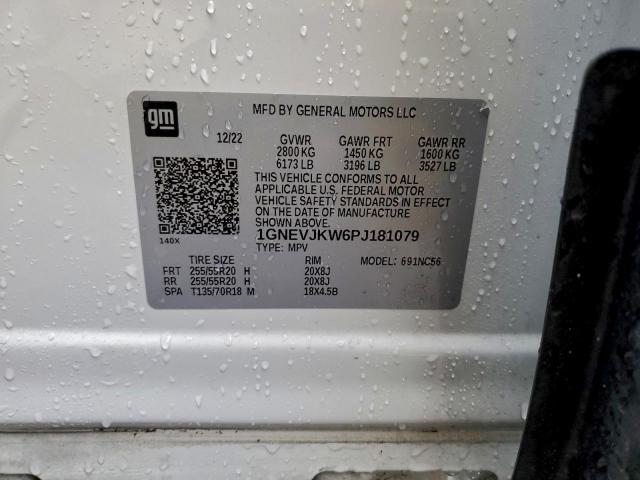 gm
MFD BY GENERAL MOTORS LLC
12/22 GVWR GAWR FRT GAWR RR
2800 KG 1450 KG 1600 KG
6173 LB 3196 LB 3527 LB
THIS VEHICLE CONFORMS TO ALL
APPLICABLE U.S. FEDERAL MOTOR
VEHICLE SAFETY STANDARDS IN EFFECT
ON THE DATE OF MANUFACTURE
SHOWN ABOVE.
1GNEVJKW6PJ181079
140X TYPE: MPV
TIRE SIZE RIM MODEL: 691NC56
FRT 255/55R20 H 20X8J
RR 255/55R20 H 20X8J
SPA T135/70R18 M 18X4.5B